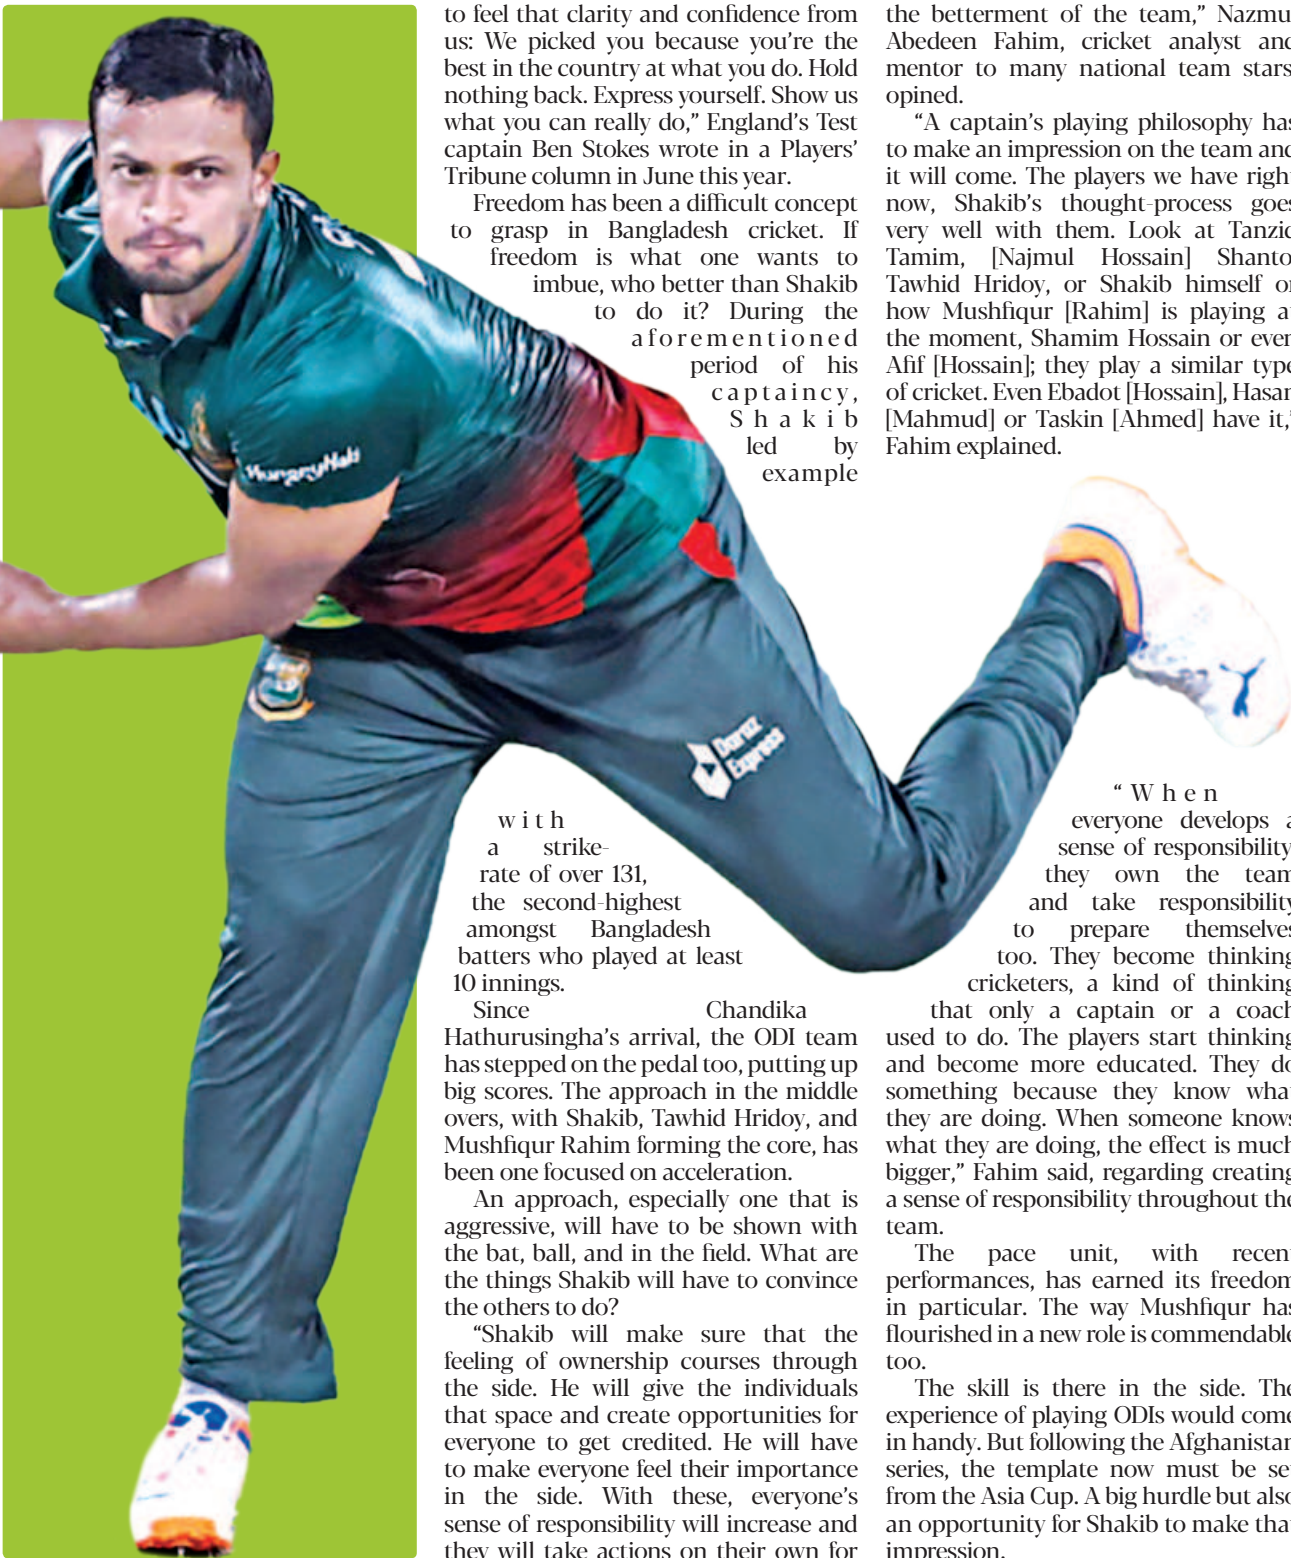 to feel that clarity and confidence from
us: We picked you because you're the
best in the country at what you do. Hold
nothing back. Express yourself. Show us
what you can really do,” England's Test
captain Ben Stokes wrote in a Players'
Tribune column in June this year.
Freedom has been a difficult concept
to grasp in Bangladesh cricket. If
freedom is what one wants to
imbue, who better than Shakib
to do it? During the
aforementioned
period of his
captaincy,
Shakib
led by
example
with
a strike-
rate of over 131,
the second-highest
amongst Bangladesh
batters who played at least
10 innings.
Since Chandika
Hathurusingha's arrival, the ODI team
has stepped on the pedal too, putting up
big scores. The approach in the middle
overs, with Shakib, Tawhid Hridoy, and
Mushfiqur Rahim forming the core, has
been one focused on acceleration.
An approach, especially one that is
aggressive, will have to be shown with
the bat, ball, and in the field. What are
the things Shakib will have to convince
the others to do?
“Shakib will make sure that the
feeling of ownership courses through
the side. He will give the individuals
that space and create opportunities for
everyone to get credited. He will have
to make everyone feel their importance
in the side. With these, everyone's
sense of responsibility will increase and
they will take actions on their own for
the betterment of the team,” Nazmu
Abedeen Fahim, cricket analyst and
mentor to many national team stars
opined.
“A captain's playing philosophy has
to make an impression on the team and
it will come. The players we have righ
now, Shakib's thought-process goes
very well with them. Look at Tanzid
Tamim, [Najmul Hossain] Shanto
Tawhid Hridoy, or Shakib himself or
how Mushfiqur [Rahim] is playing a
the moment, Shamim Hossain or even
Afif [Hossain]; they play a similar type
of cricket. Even Ebadot [Hossain], Hasan
[Mahmud] or Taskin [Ahmed] have it,”
Fahim explained.
“When
everyone develops a
sense of responsibility
they own the team
and take responsibility
to prepare themselves
too. They become thinking
cricketers, a kind of thinking
that only a captain or a coach
used to do. The players start thinking
and become more educated. They do
something because they know wha
they are doing. When someone knows
what they are doing, the effect is much
bigger,” Fahim said, regarding creating
a sense of responsibility throughout the
team.
The pace unit, with recen
performances, has earned its freedom
in particular. The way Mushfiqur has
flourished in a new role is commendable
too.
The skill is there in the side. The
experience of playing ODIs would come
in handy. But following the Afghanistan
series, the template now must be se
from the Asia Cup. A big hurdle but also
an opportunity for Shakib to make tha
impression.
HungryNaki
Daraz
Express